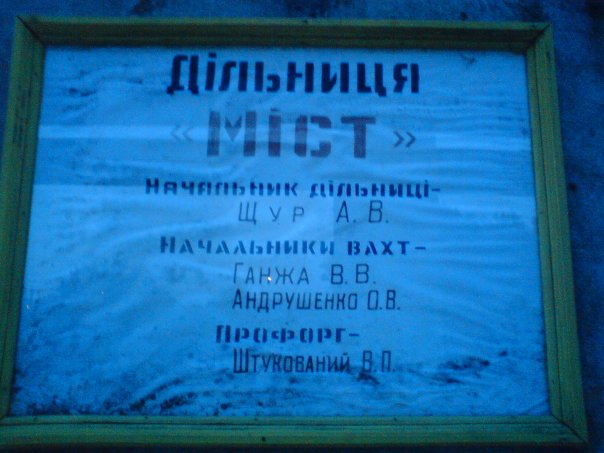 Дільниця
«Міст»
Начальник дільниці-
Щур А. В.
Начальники вахт-
Ганжа В. В.
Андрушенко О. В.
Профорг-
Штукований В. П.